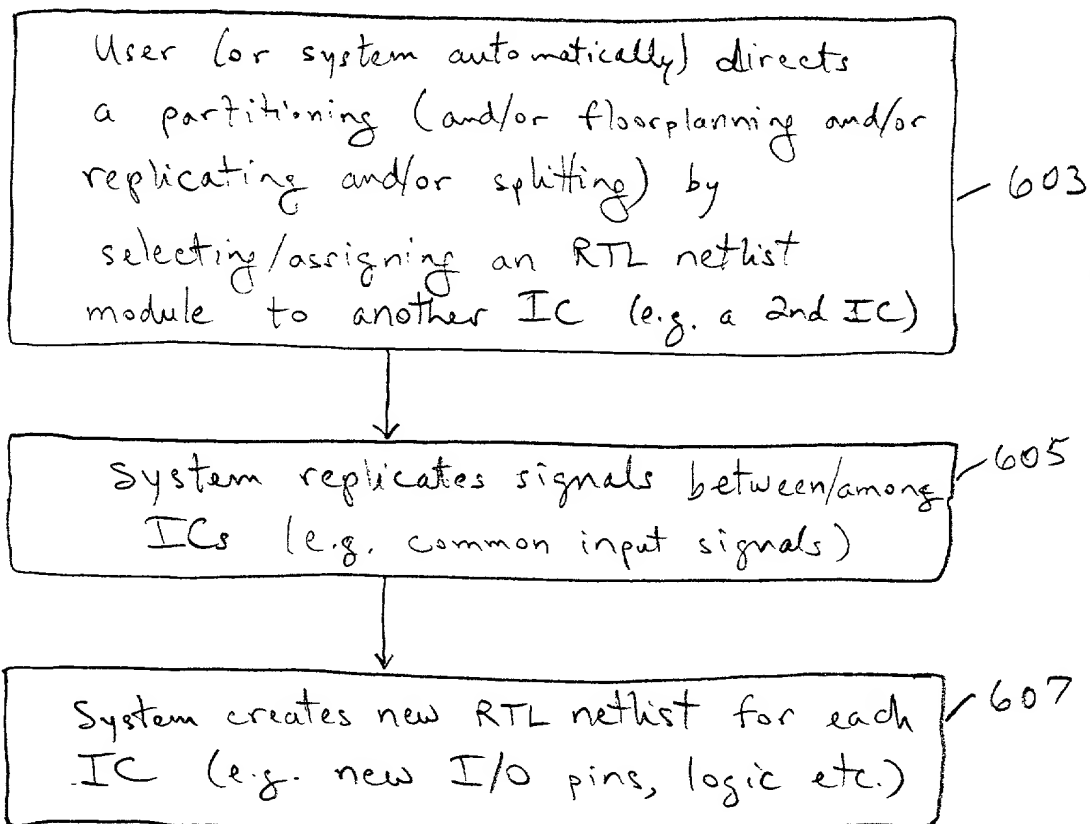 User (or system automatically) directs
a partitioning (and/or floorplanning and/or
replicating and/or splitting) by
selecting/assigning an RTL netlist
module to another IC (e.g. a 2nd IC)
603
System replicates signals between/among
ICs (e.g. common input signals)
605
System creates new RTL netlist for each
IC (e.g. new I/O pins, logic etc.)
607